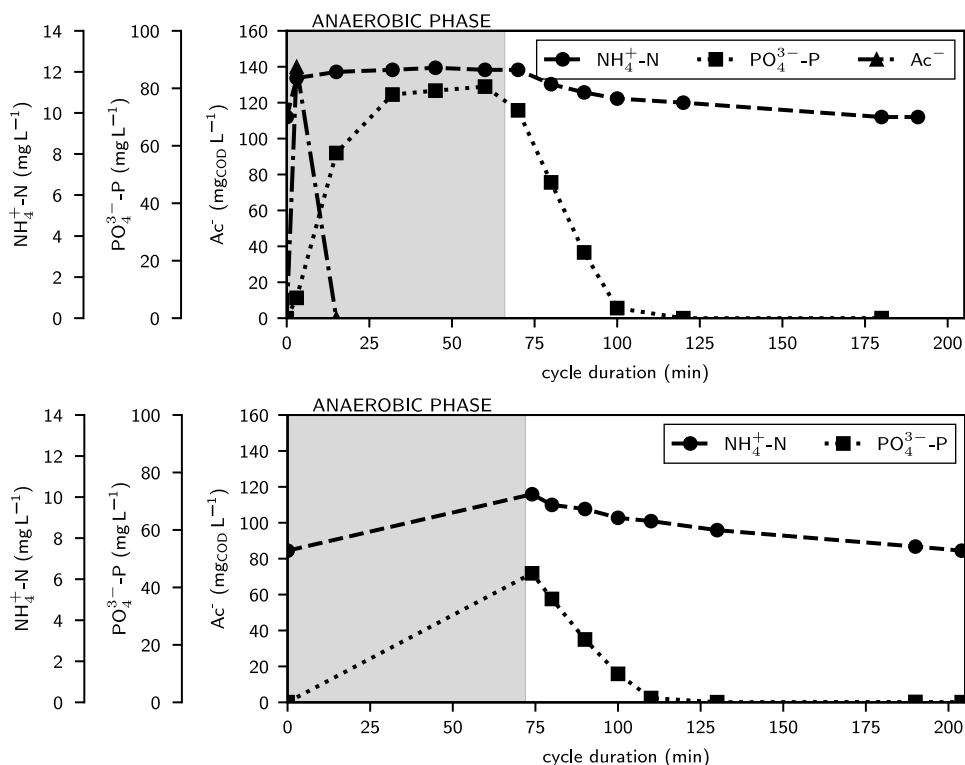 ANAEROBIC PHASE
14 100 160
12 140
10 80 120
8 60 100
6 40 80
4 60
2 20 40
0 0 20
0
NH₄⁺-N (mg L⁻¹)
PO₄³⁻-P (mg L⁻¹)
Ac⁻ (mg_COD L⁻¹)
NH₄⁺-N PO₄³⁻-P Ac⁻
0 25 50 75 100 125 150 175 200
cycle duration (min)
ANAEROBIC PHASE
14 100 160
12 140
10 80 120
8 60 100
6 40 80
4 60
2 20 40
0 0 20
0
NH₄⁺-N (mg L⁻¹)
PO₄³⁻-P (mg L⁻¹)
Ac⁻ (mg_COD L⁻¹)
NH₄⁺-N PO₄³⁻-P
0 25 50 75 100 125 150 175 200
cycle duration (min)